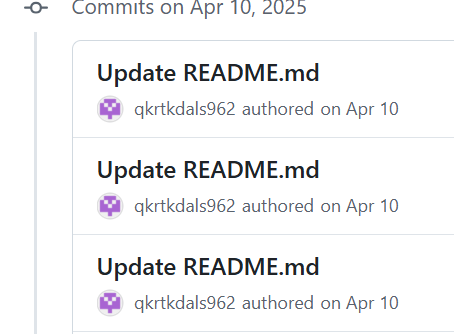 Commits on Apr 10, 2025
Update README.md
qkrtkdals962 authored on Apr 10
Update README.md
qkrtkdals962 authored on Apr 10
Update README.md
qkrtkdals962 authored on Apr 10